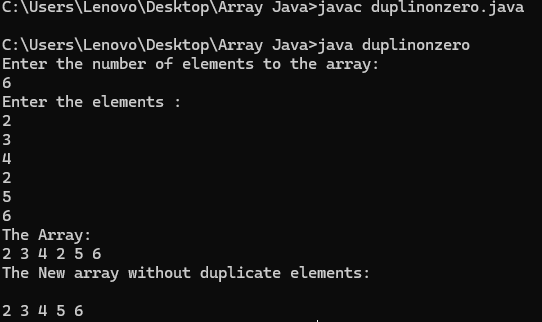 C:\Users\Lenovo\Desktop\Array Java>javac duplinonzero.java
C:\Users\Lenovo\Desktop\Array Java>java duplinonzero
Enter the number of elements to the array:
6
Enter the elements :
2
3
4
2
5
6
The Array:
2 3 4 2 5 6
The New array without duplicate elements:
2 3 4 5 6